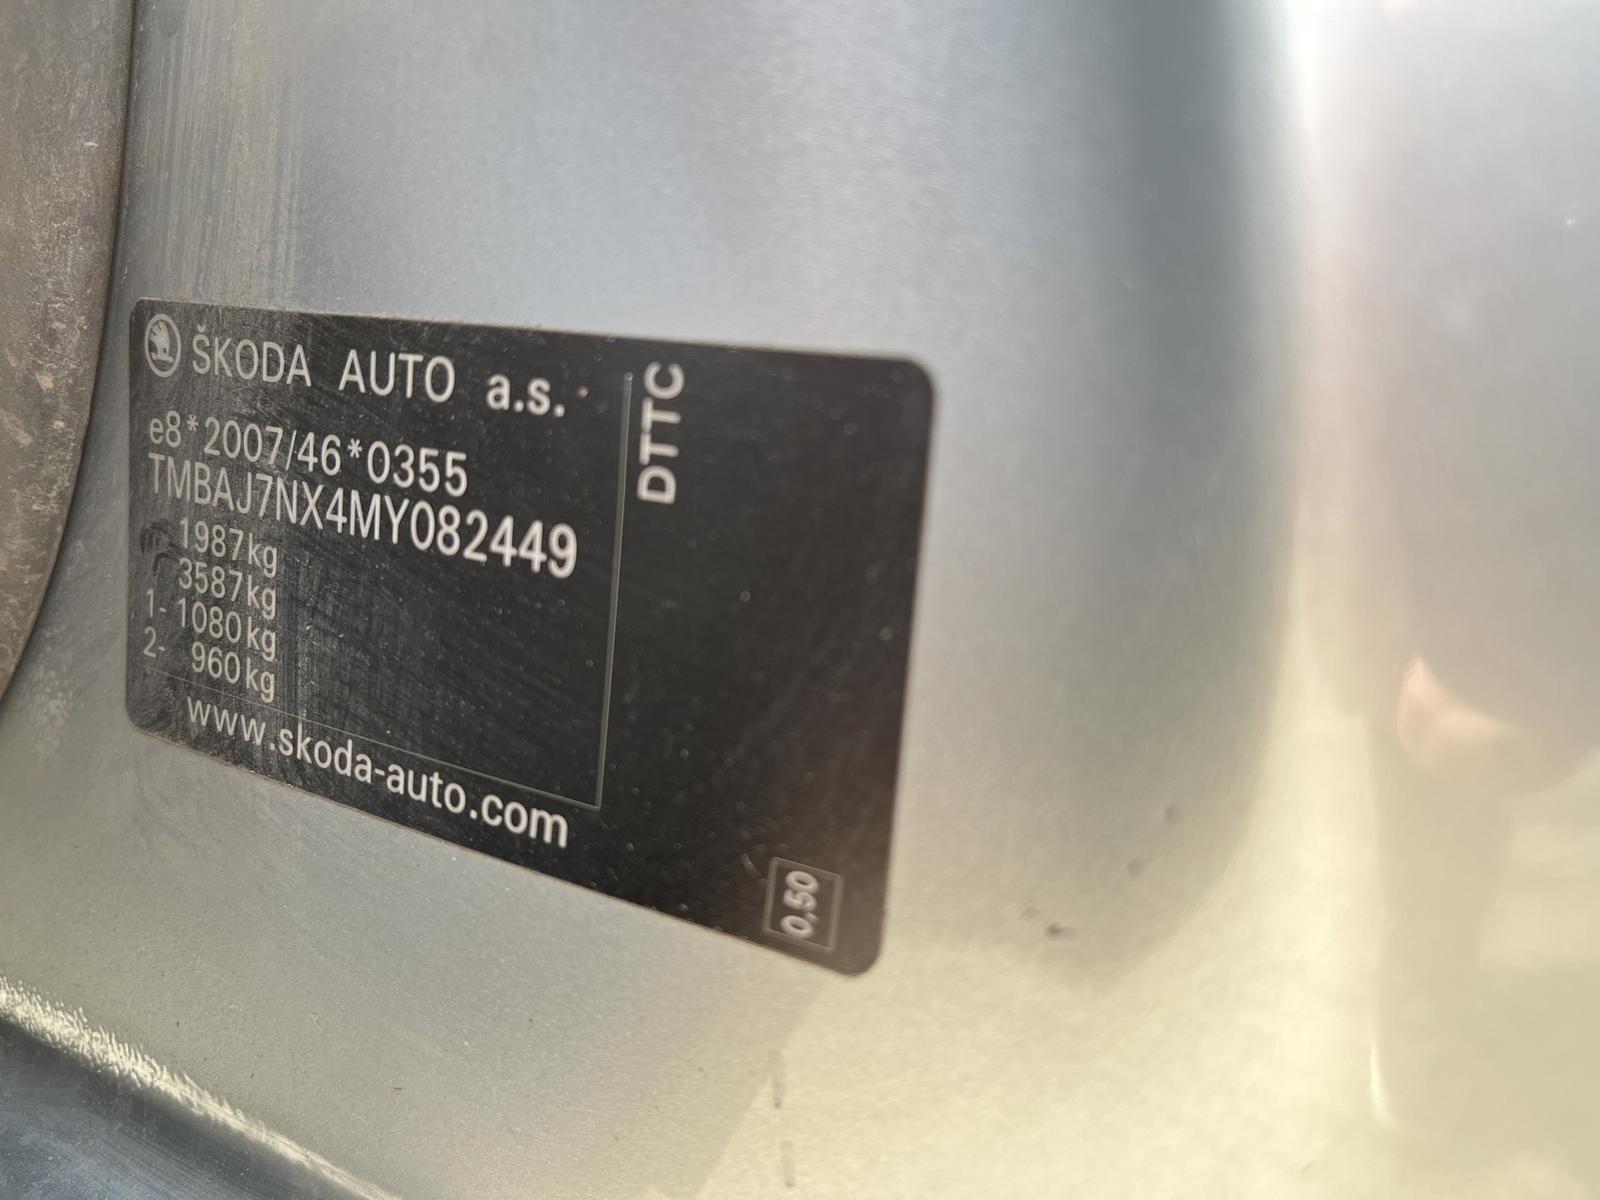 ŠKODA AUTO a.s.
e8*2007/46*0355
TMBAJ7NX4MY082449
1987kg
3587kg
1- 1080kg
2- 960kg
www.skoda-auto.com
DTTC
0,50